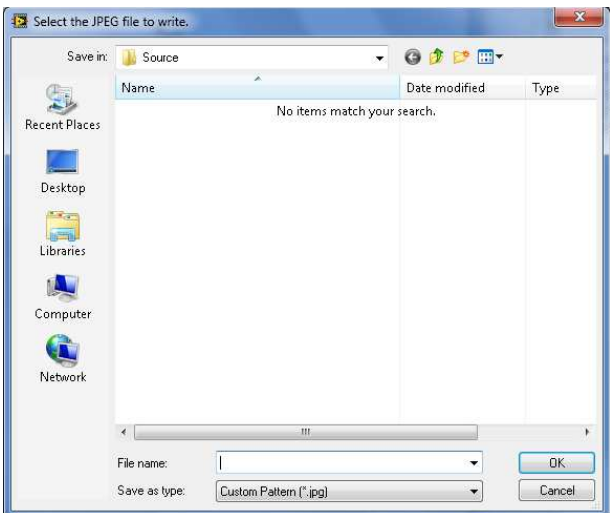 Select the JPEG file to write.
Save in: Source
Name Date modified Type
No items match your search.
Recent Places
Desktop
Libraries
Computer
Network
File name: OK
Save as type: Custom Pattern (*.jpg) Cancel